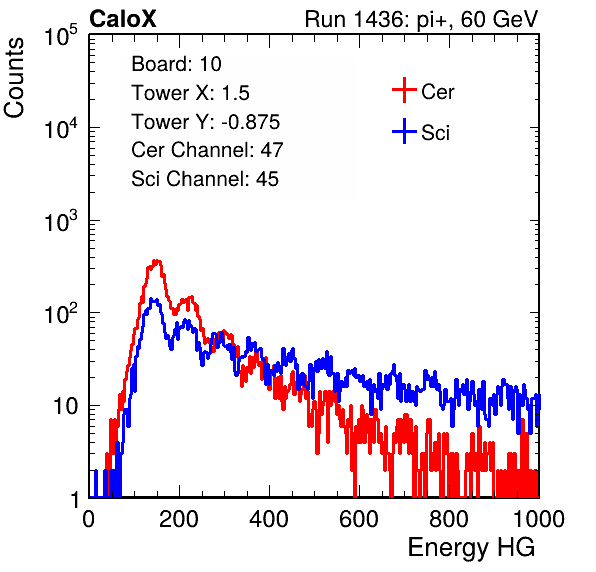 CaloX Run 1436: pi+, 60 GeV
Counts
Board: 10
Tower X: 1.5
Tower Y: -0.875
Cer Channel: 47
Sci Channel: 45
Cer
Sci
10^5
10^4
10^3
10^2
10
1
0 200 400 600 800 1000
Energy HG